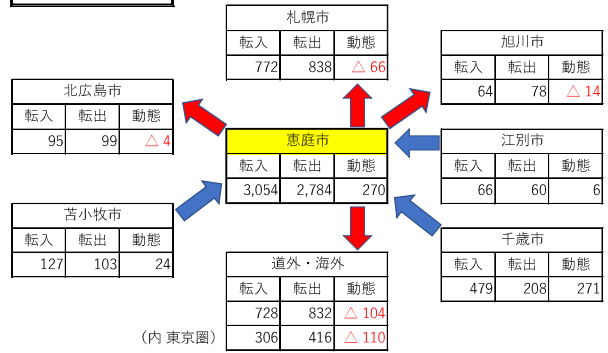 札幌市
転入 転出 動態
772 838 △ 66
旭川市
転入 転出 動態
64 78 △ 14
北広島市
転入 転出 動態
95 99 △ 4
恵庭市
転入 転出 動態
3,054 2,784 270
江別市
転入 転出 動態
66 60 6
苫小牧市
転入 転出 動態
127 103 24
千歳市
転入 転出 動態
479 208 271
道外・海外
転入 転出 動態
728 832 △ 104
(内 東京圏) 306 416 △ 110